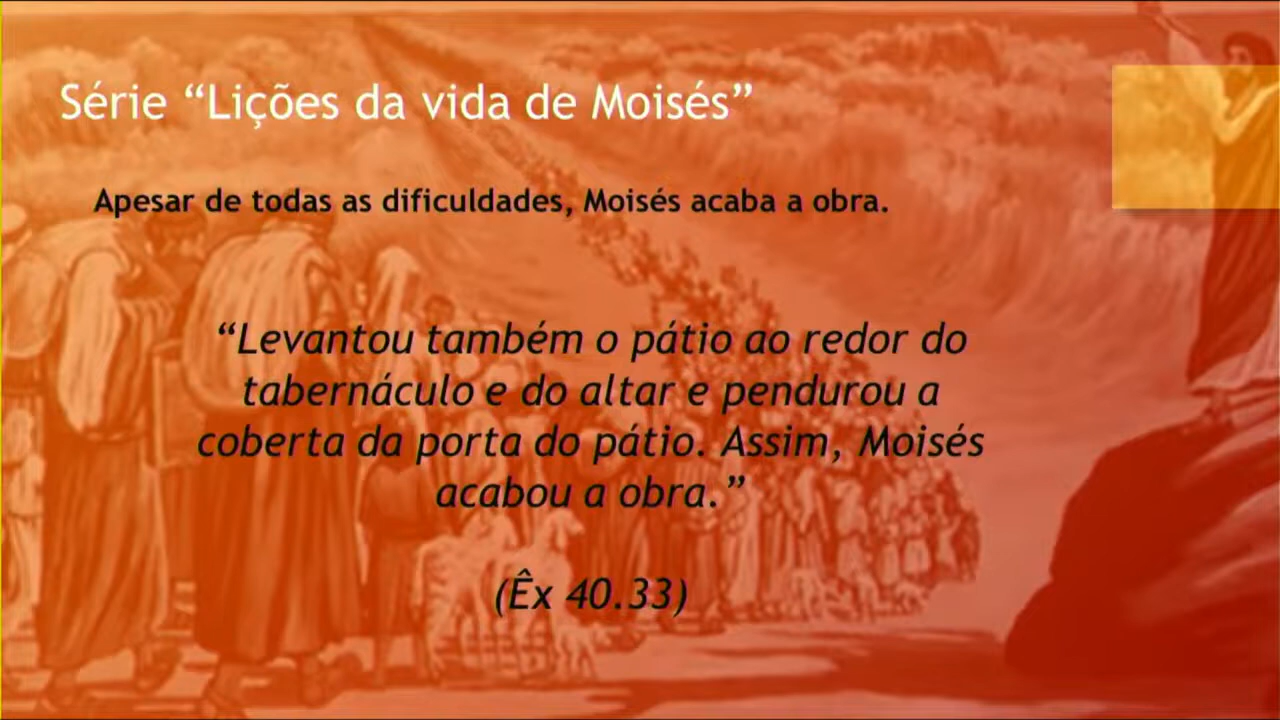 Série “Lições da vida de Moisés”
Apesar de todas as dificuldades, Moisés acaba a obra.
“Levantou também o pátio ao redor do
tabernáculo e do altar e pendurou a
coberta da porta do pátio. Assim, Moisés
acabou a obra.”
(Êx 40.33)